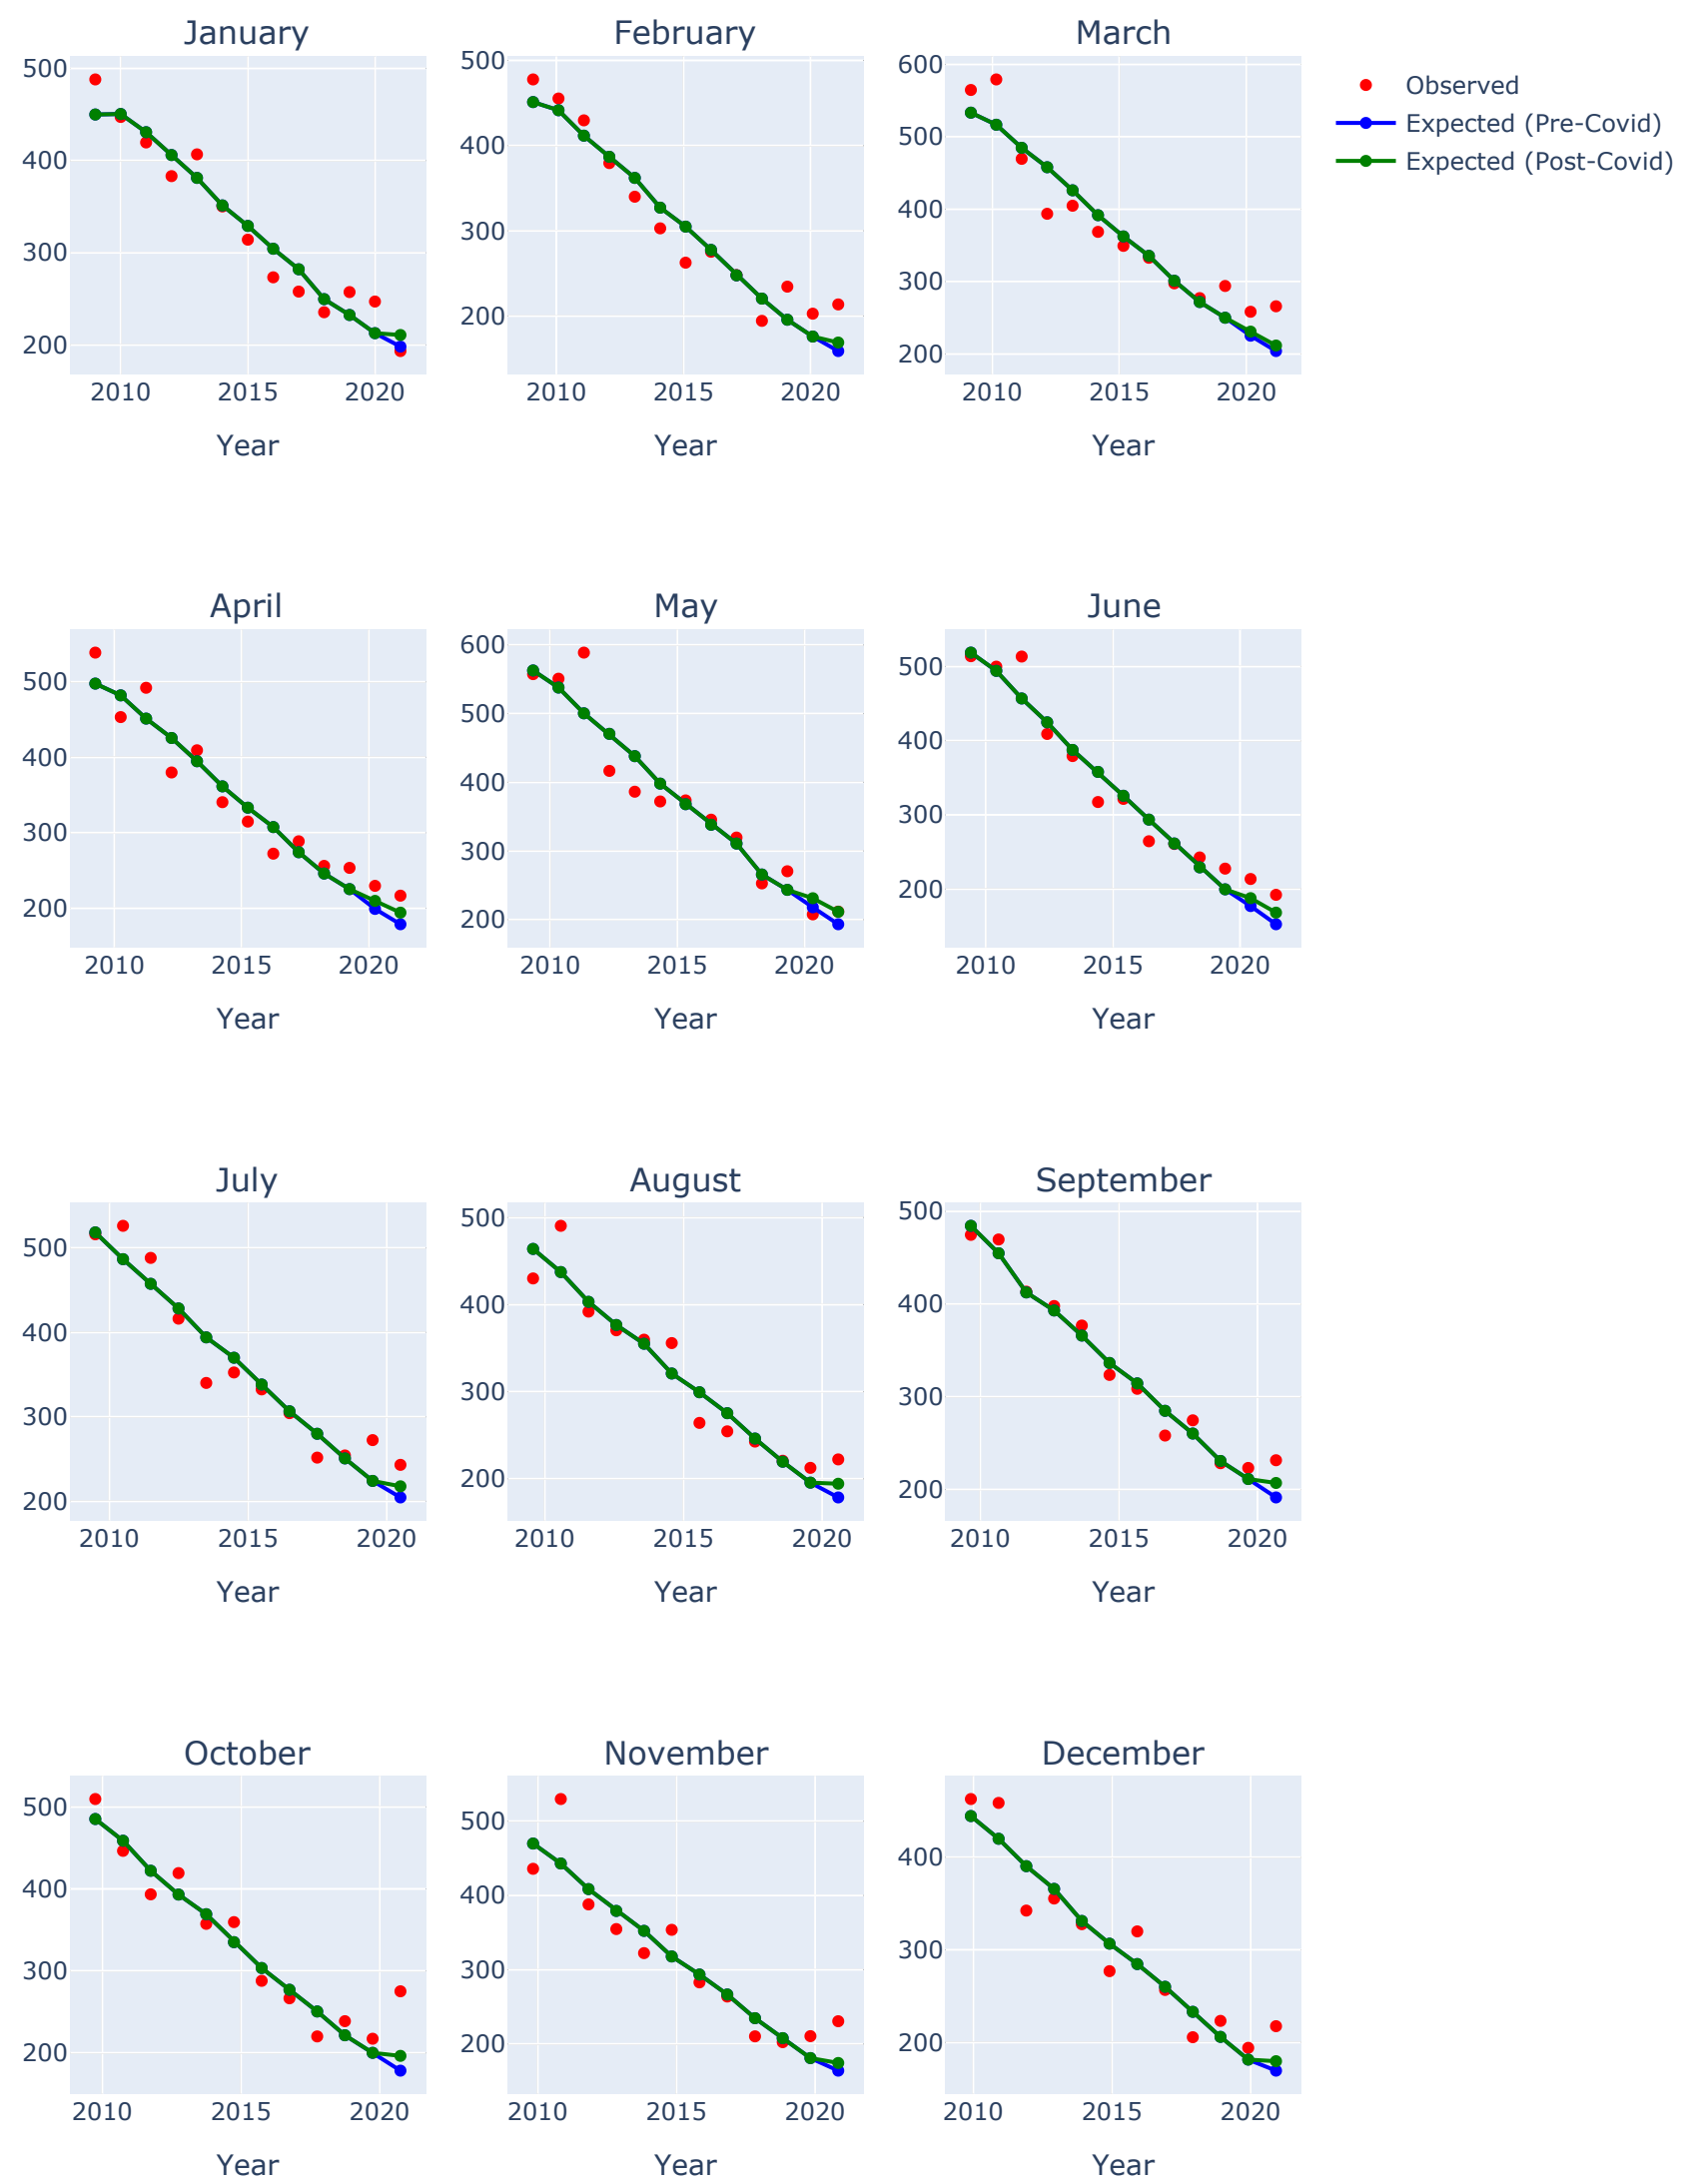 January February March
500
400
300
200
2010 2015 2020
Year
500
400
300
200
2010 2015 2020
Year
600
500
400
300
200
2010 2015 2020
Year
Observed
Expected (Pre-Covid)
Expected (Post-Covid)
April May June
500
400
300
200
2010 2015 2020
Year
600
500
400
300
200
2010 2015 2020
Year
500
400
300
200
2010 2015 2020
Year
July August September
500
400
300
200
2010 2015 2020
Year
500
400
300
200
2010 2015 2020
Year
500
400
300
200
2010 2015 2020
Year
October November December
500
400
300
200
2010 2015 2020
Year
500
400
300
200
2010 2015 2020
Year
400
300
200
2010 2015 2020
Year